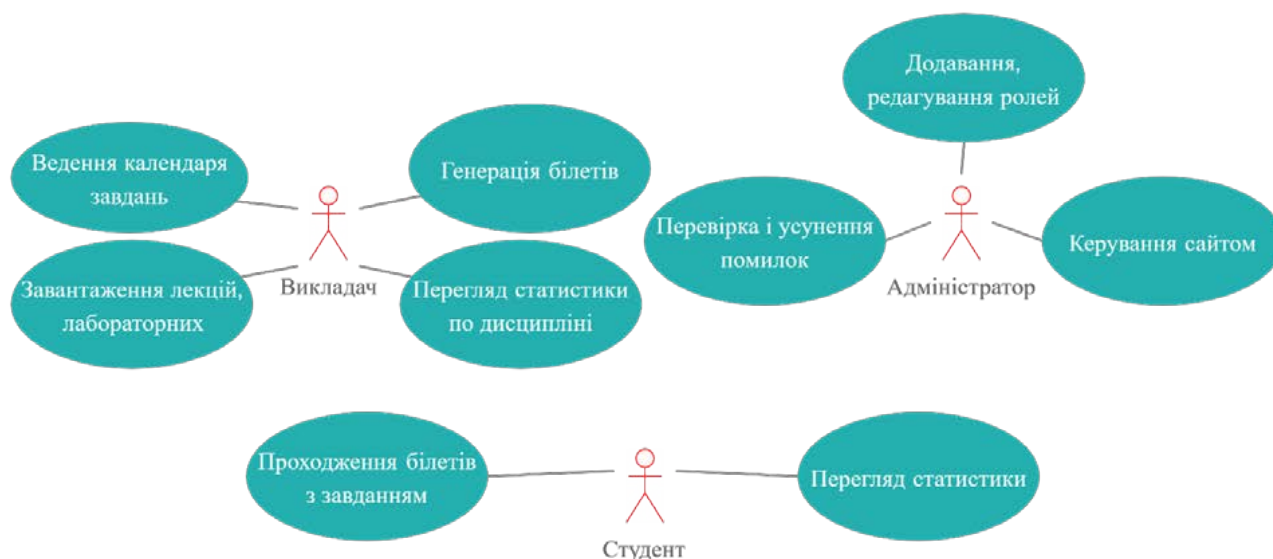 Додавання,
редагування ролей
Ведення календаря
завдань
Генерація білетів
Перевірка і усунення
помилок
Керування сайтом
Завантаження лекцій,
лабораторних
Викладач
Перегляд статистики
по дисципліні
Адміністратор
Проходження білетів
з завданням
Перегляд статистики
Студент